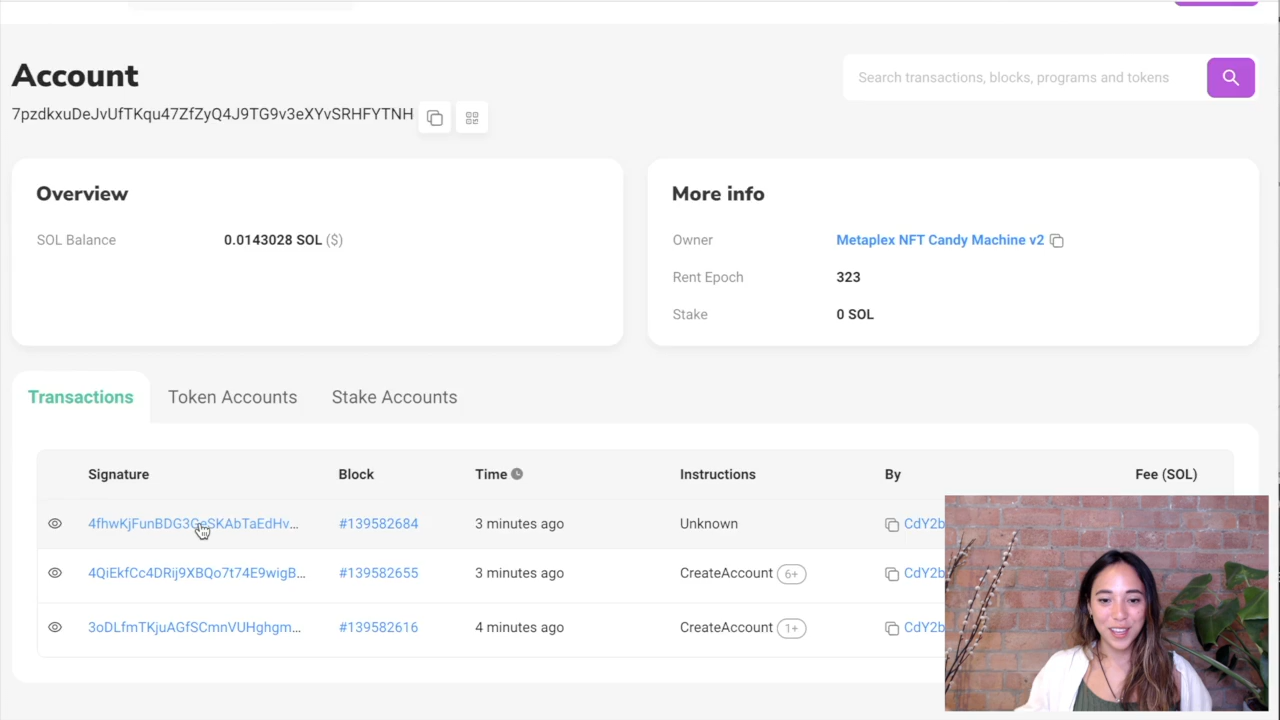 Account
7pzdkxuDeJvUfTKqu47ZfZyQ4J9TG9v3eXYvSRHFYTNH
Search transactions, blocks, programs and tokens
Overview
SOL Balance 0.0143028 SOL ($)
More info
Owner Metaplex NFT Candy Machine v2
Rent Epoch 323
Stake 0 SOL
Transactions Token Accounts Stake Accounts
Signature Block Time Instructions By Fee (SOL)
#139582684 3 minutes ago Unknown CdY2b
4QiEkfCc4DRij9XBQo7t74E9wigB... #139582655 3 minutes ago CreateAccount 6+ CdY2b
3oDLfmTKjuAGfSCmnVUHghgm... #139582616 4 minutes ago CreateAccount 1+ CdY2b